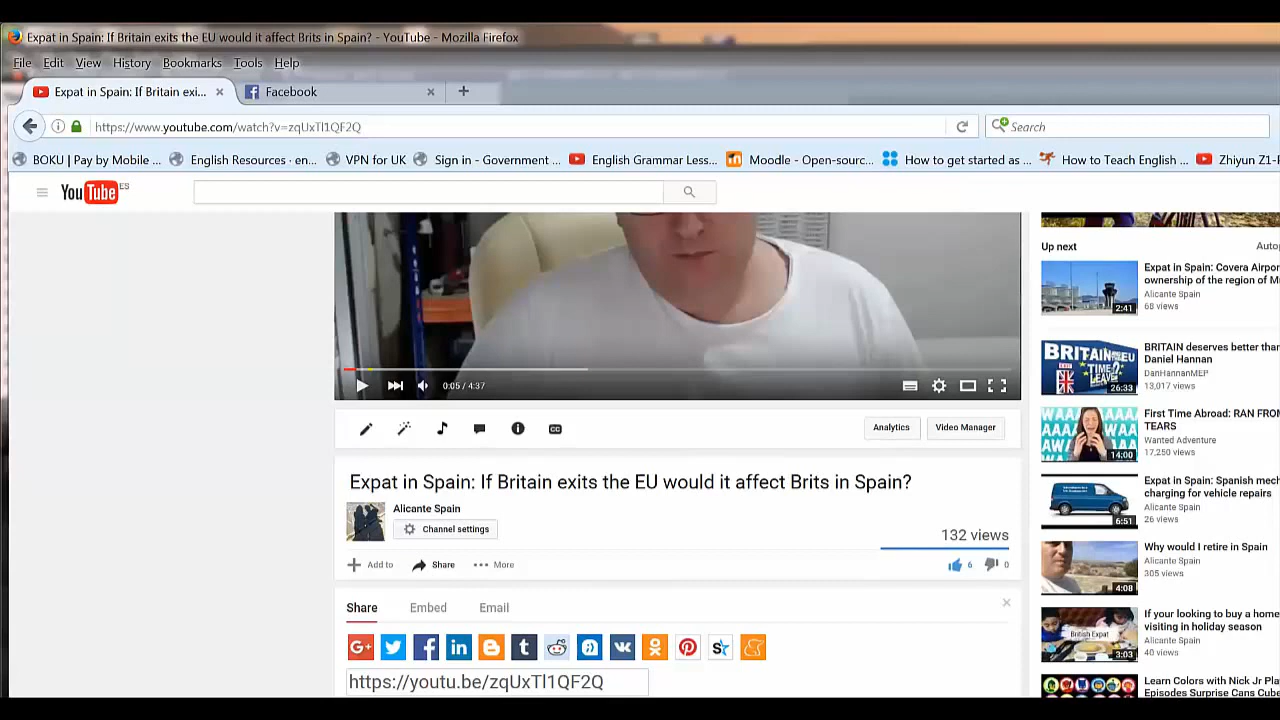 Expat in Spain: If Britain exits the EU would it affect Brits in Spain? - YouTube - Mozilla Firefox
File Edit View History Bookmarks Tools Help
Expat in Spain: If Britain exi... Facebook
https://www.youtube.com/watch?v=zqUxTl1QF2Q Search
BOKU | Pay by Mobile ... English Resources · en... VPN for UK Sign in - Government ... English Grammar Less... Moodle - Open-sourc... How to get started as ... How to Teach English ... Zhiyun Z1-
YouTube ES
Up next Auto
Expat in Spain: Covera Airpor
ownership of the region of M
Alicante Spain
68 views
2:41
BRITAIN deserves better than
Daniel Hannan
DanHannanMEP
13,017 views
26:33
0:05 / 4:37
First Time Abroad: RAN FROM
TEARS
Wanted Adventure
17,250 views
14:00
CC
Analytics Video Manager
Expat in Spain: If Britain exits the EU would it affect Brits in Spain?
Alicante Spain
Channel settings
132 views
Add to Share More 6 0
Expat in Spain: Spanish mec
charging for vehicle repairs
Alicante Spain
26 views
6:51
Why would I retire in Spain
Alicante Spain
305 views
4:08
Share Embed Email
If your looking to buy a home
visiting in holiday season
Alicante Spain
40 views
British Expat
3:03
https://youtu.be/zqUxTl1QF2Q
Learn Colors with Nick Jr Pla
Episodes Surprise Cans Cube